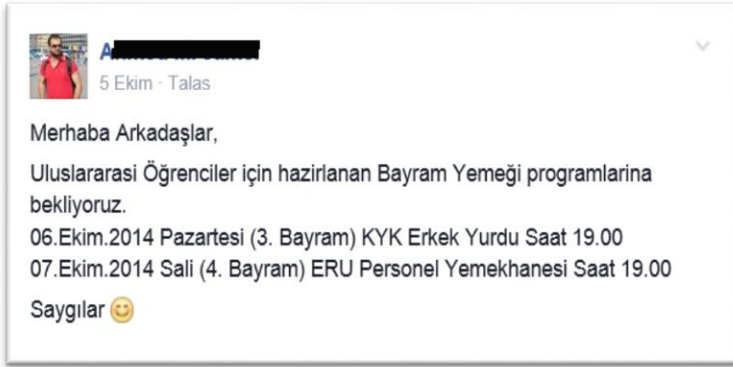 5 Ekim · Talas
Merhaba Arkadaşlar,
Uluslararasi Öğrenciler için hazirlanan Bayram Yemeği programlarina
bekliyoruz.
06.Ekim.2014 Pazartesi (3. Bayram) KYK Erkek Yurdu Saat 19.00
07.Ekim.2014 Sali (4. Bayram) ERU Personel Yemekhanesi Saat 19.00
Saygılar 😊